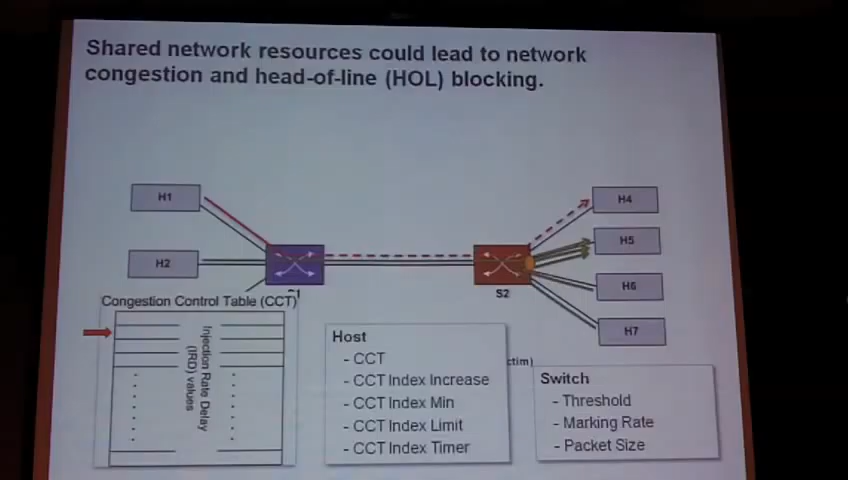 Shared network resources could lead to network
congestion and head-of-line (HOL) blocking.
H1
H2
H4
H5
H6
H7
S2
Congestion Control Table (CCT)
Injection Rate Delay
(IRD) values
Host
- CCT
- CCT Index Increase
- CCT Index Min
- CCT Index Limit
- CCT Index Timer
ctim)
Switch
- Threshold
- Marking Rate
- Packet Size